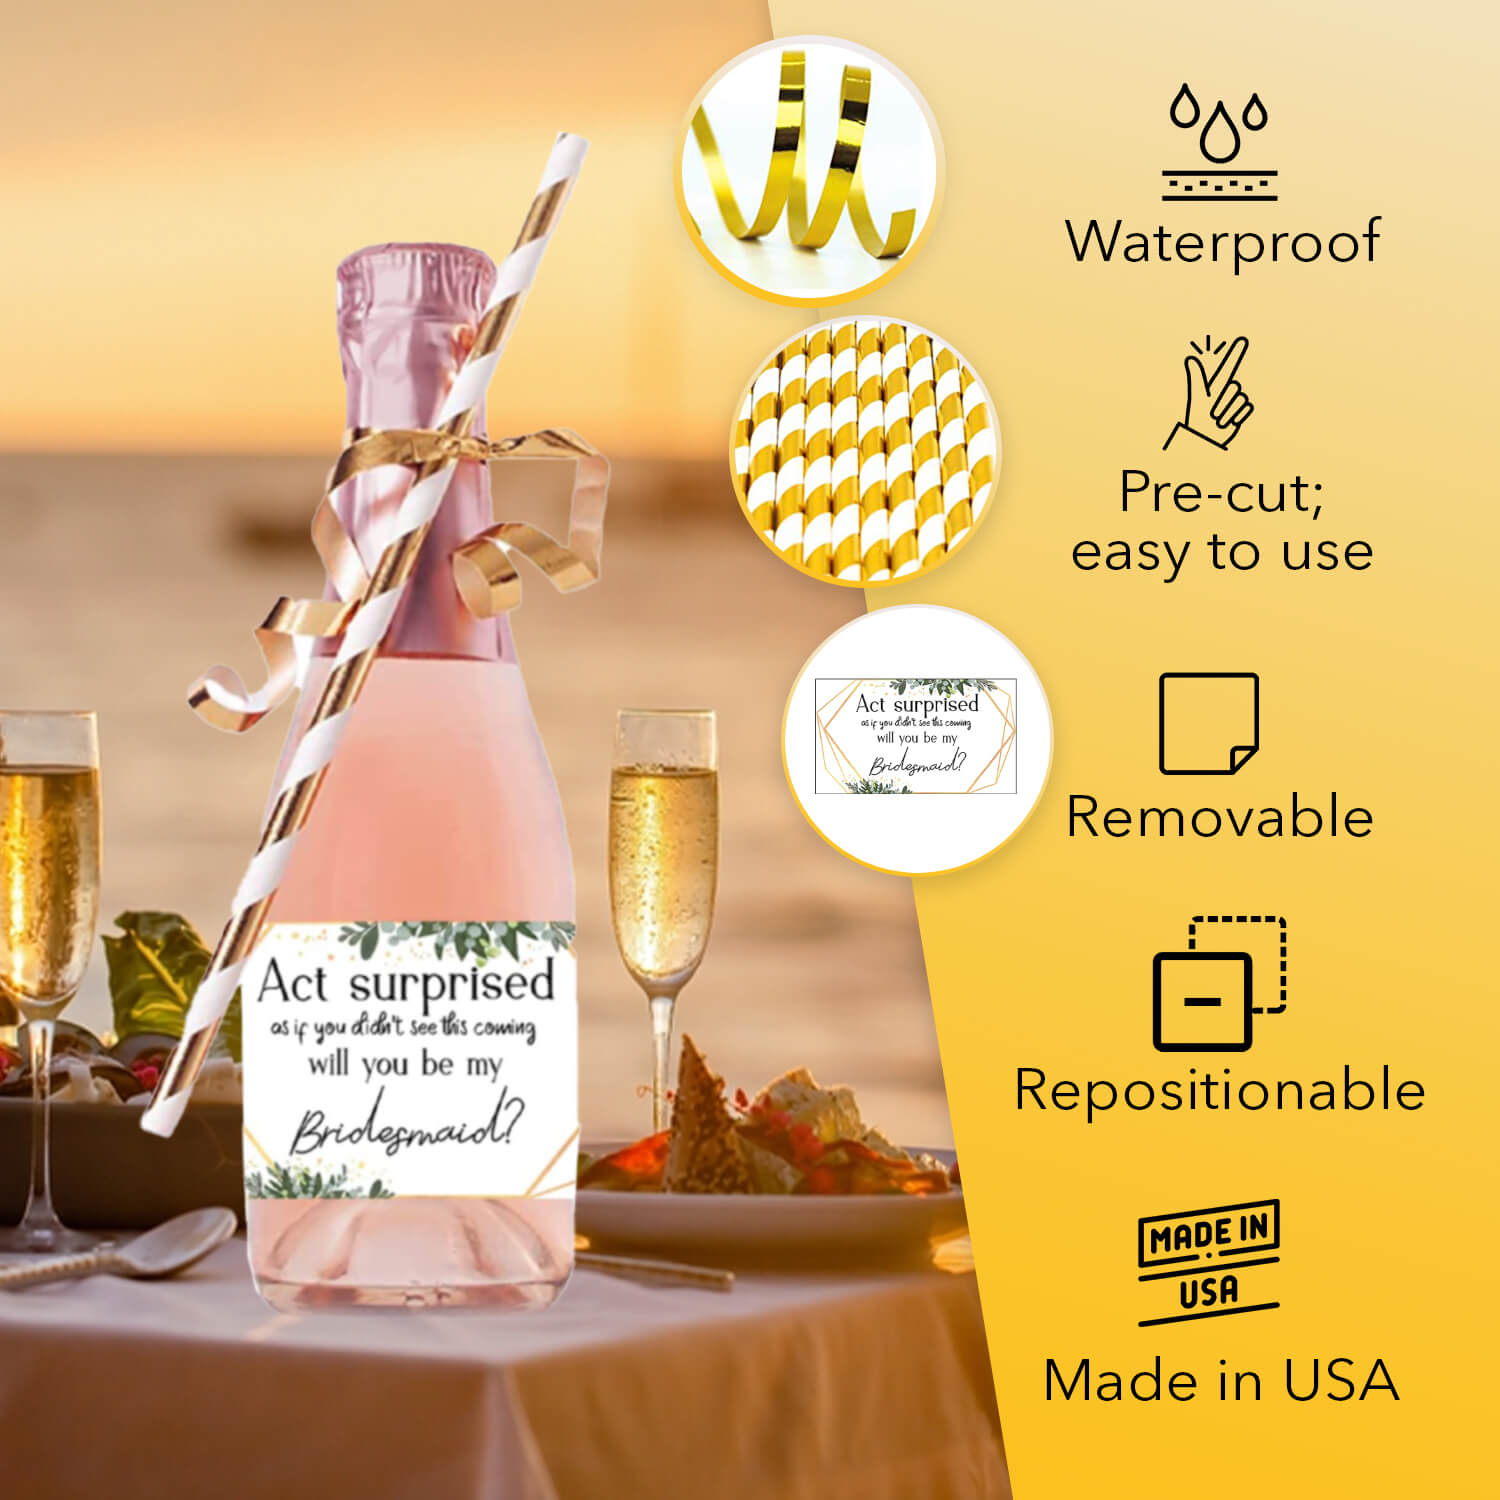 Act surprised
as if you didn't see this coming
will you be my
Bridesmaid?
Act surprised
as if you didn't see this coming
will you be my
Bridesmaid?
Waterproof
Pre-cut;
easy to use
Removable
Repositionable
MADE IN
USA
Made in USA